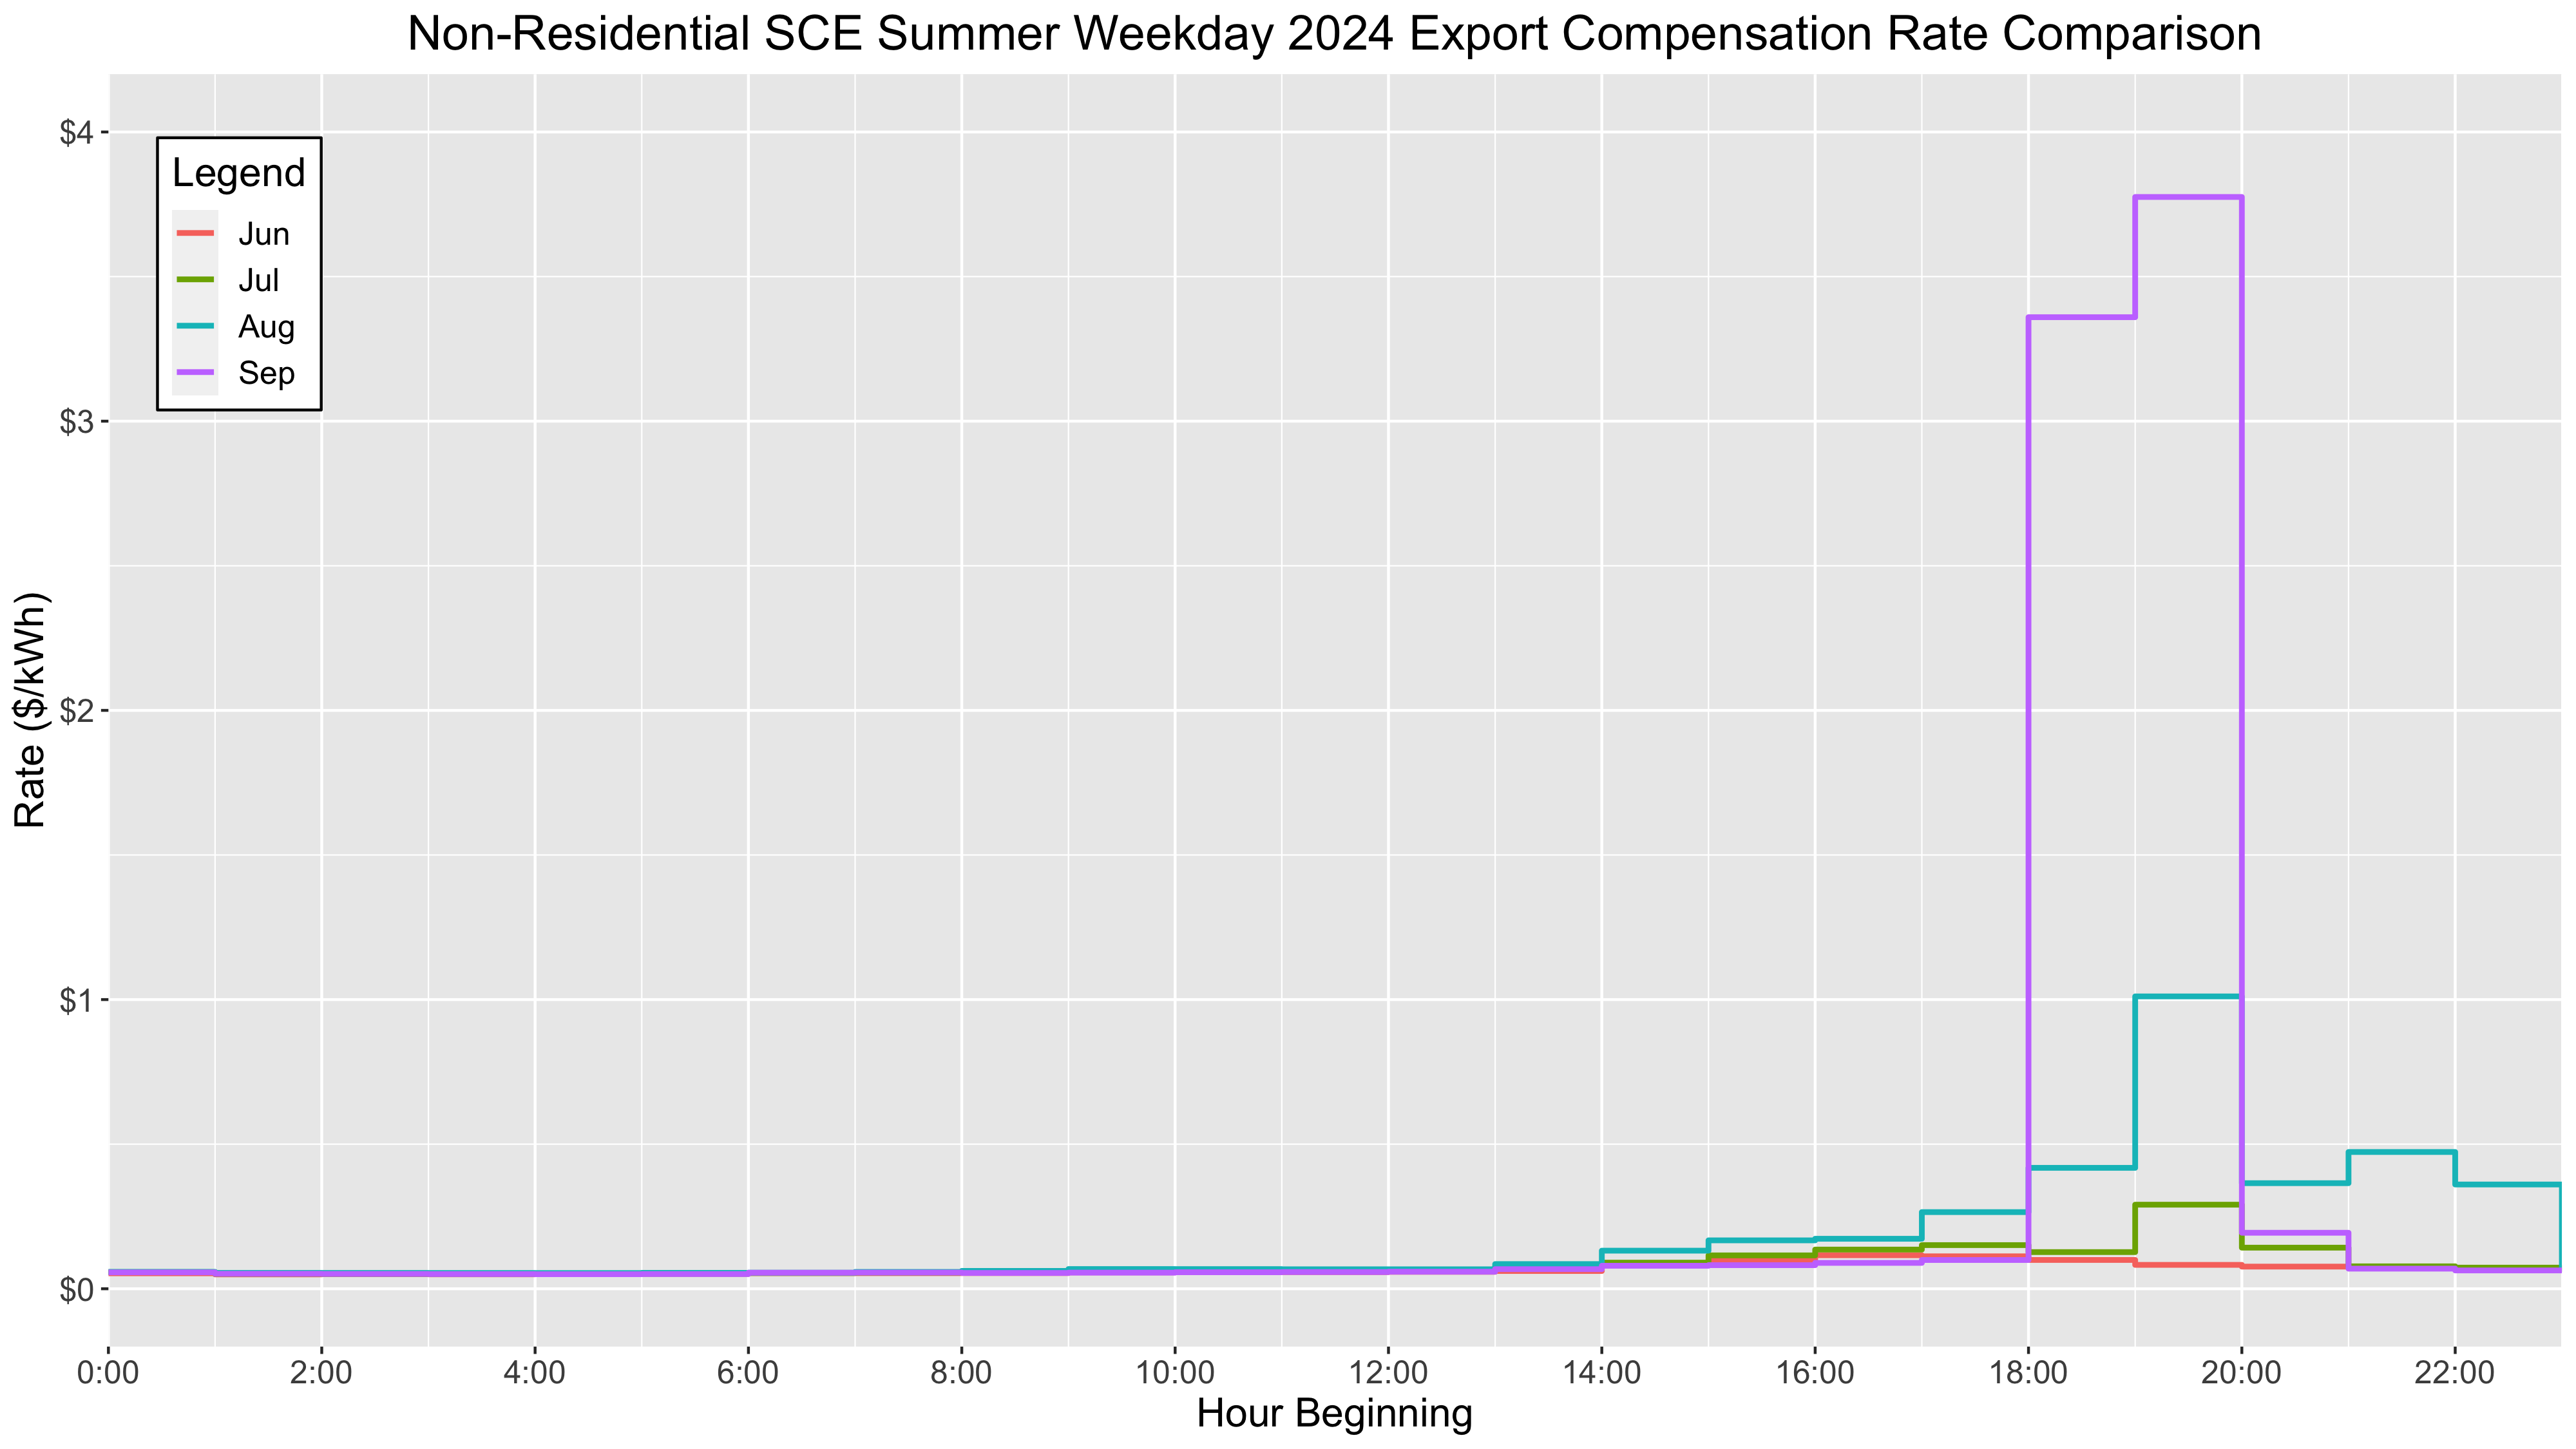 Non-Residential SCE Summer Weekday 2024 Export Compensation Rate Comparison
Legend
Jun
Jul
Aug
Sep
Rate ($/kWh)
$4
$3
$2
$1
$0
0:00 2:00 4:00 6:00 8:00 10:00 12:00 14:00 16:00 18:00 20:00 22:00
Hour Beginning